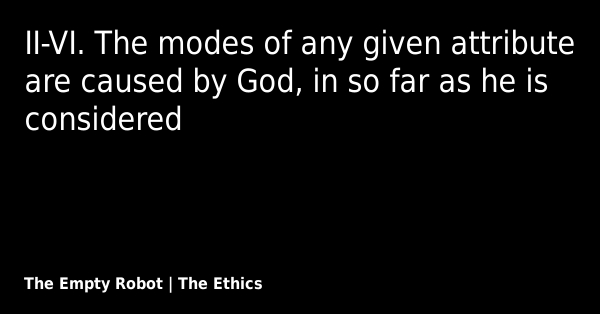 II-VI. The modes of any given attribute
are caused by God, in so far as he is
considered
The Empty Robot | The Ethics